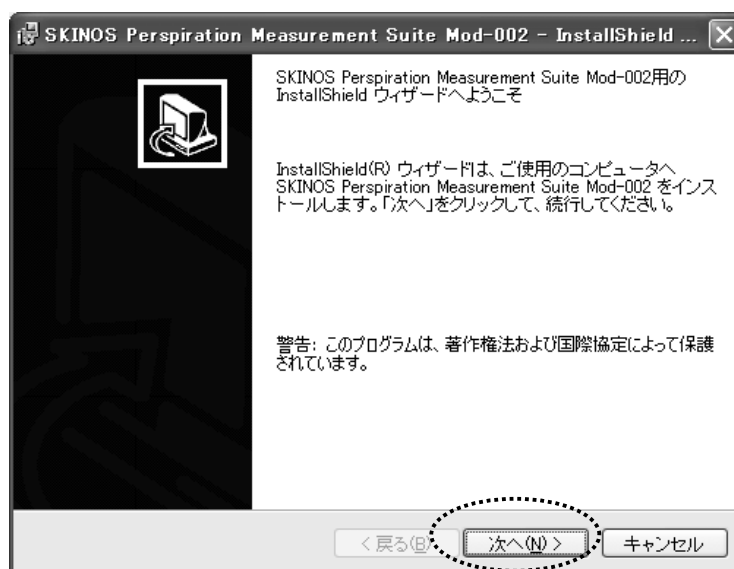 SKINOS Perspiration Measurement Suite Mod-002 - InstallShield ...
SKINOS Perspiration Measurement Suite Mod-002用の
InstallShield ウィザードへようこそ
InstallShield(R) ウィザードは、ご使用のコンピュータへ
SKINOS Perspiration Measurement Suite Mod-002 をインス
トールします。「次へ」をクリックして、続行してください。
警告: このプログラムは、著作権法および国際協定によって保護
されています。
< 戻る(B) 次へ(N) > キャンセル